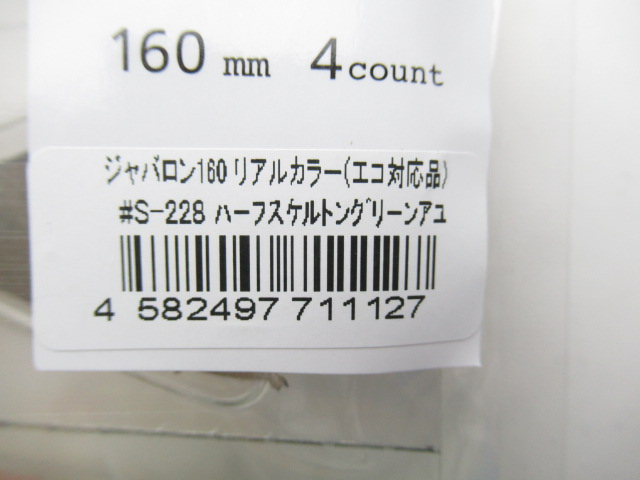 160 mm 4 count
ジャバロン160 リアルカラー(エコ対応品)
#S-228 ハーフスケルトングリーンアユ
4 582497 711127